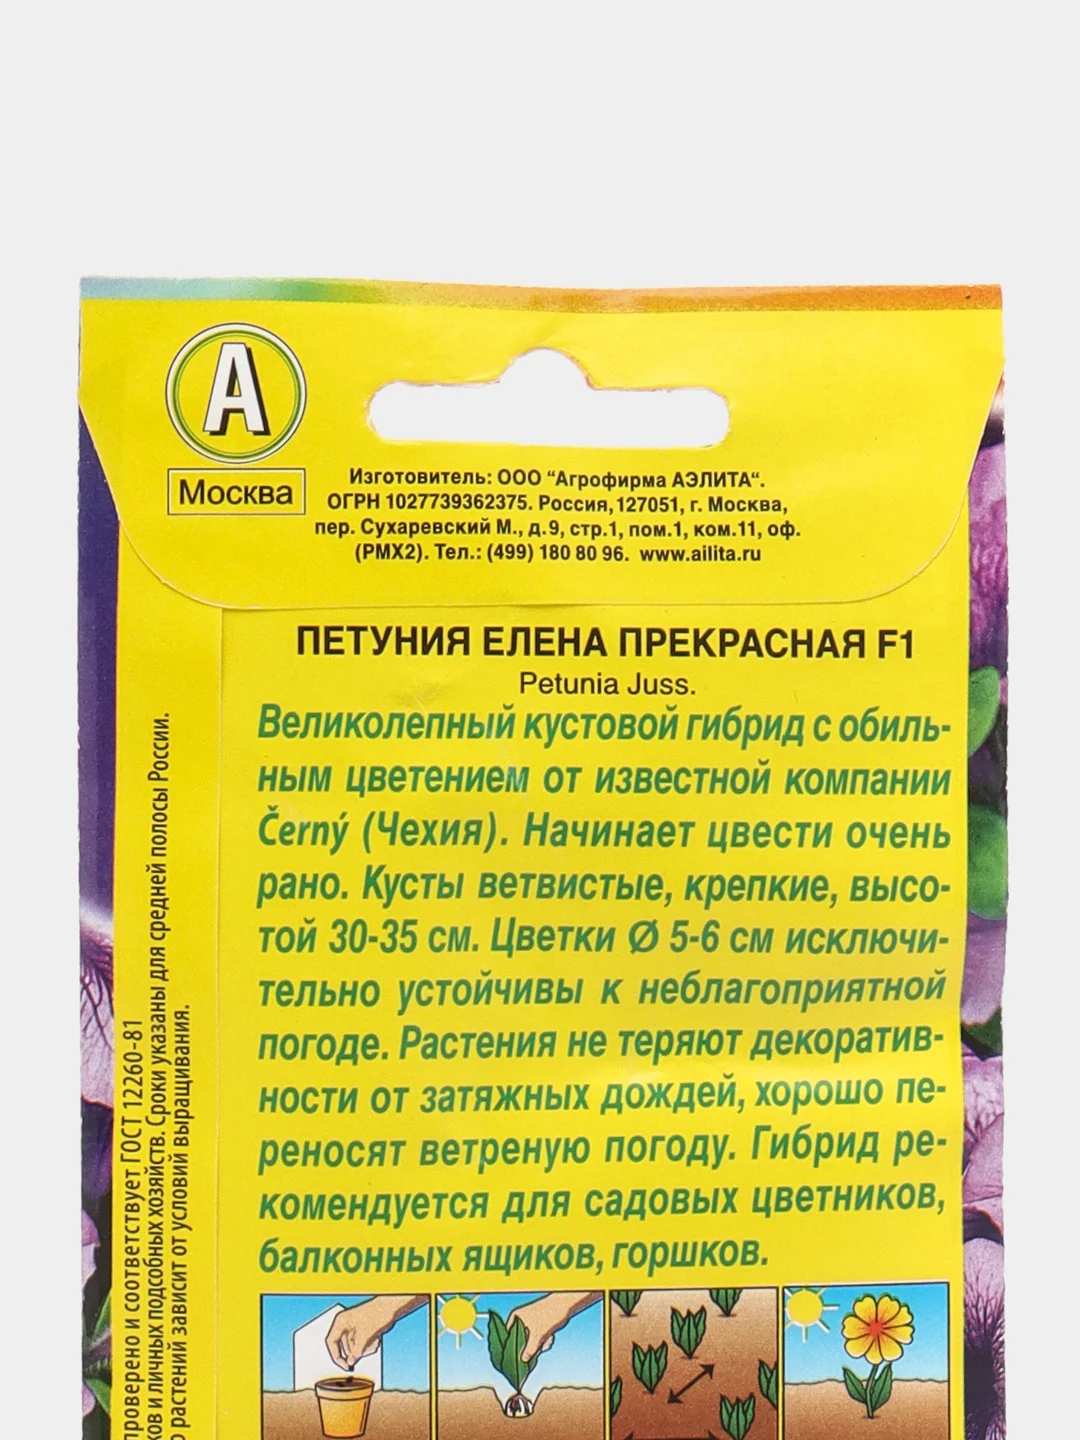 А
Москва
Изготовитель: ООО "Агрофирма АЭЛИТА".
ОГРН 1027739362375. Россия, 127051, г. Москва,
пер. Сухаревский М., д.9, стр.1, пом.1, ком.11, оф.
(РМХ2). Тел.: (499) 180 80 96. www.ailita.ru
ПЕТУНИЯ ЕЛЕНА ПРЕКРАСНАЯ F1
Petunia Juss.
Великолепный кустовой гибрид с обиль-
ным цветением от известной компании
Černý (Чехия). Начинает цвести очень
рано. Кусты ветвистые, крепкие, высо-
той 30-35 см. Цветки Ø 5-6 см исключи-
тельно устойчивы к неблагоприятной
погоде. Растения не теряют декоратив-
ности от затяжных дождей, хорошо пе-
реносят ветреную погоду. Гибрид ре-
комендуется для садовых цветников,
балконных ящиков, горшков.
проверено и соответствует ГОСТ 12260-81
и личных подсобных хозяйств. Сроки указаны для средней полосы России.
растений зависит от условий выращивания.